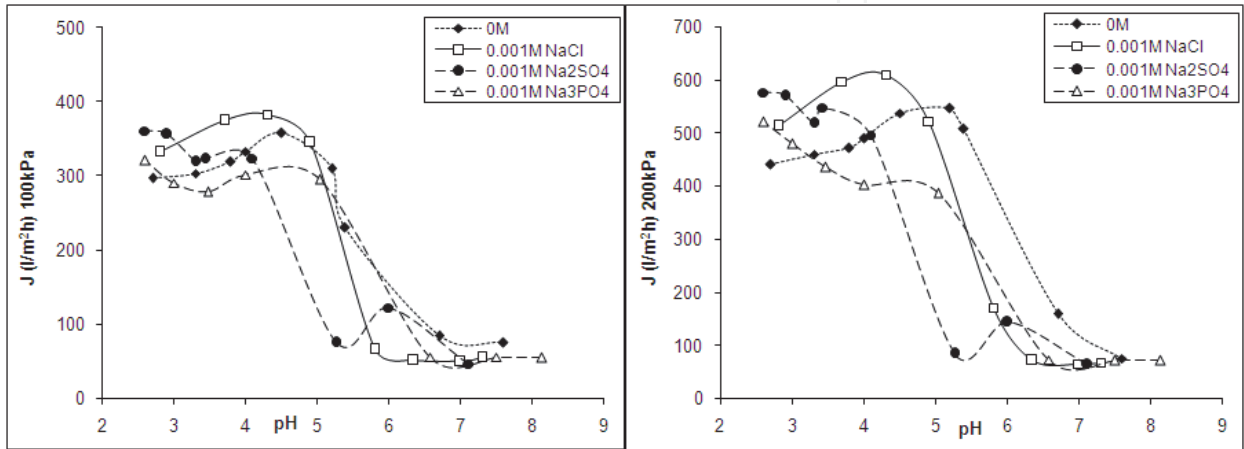 500
400
300
200
100
0
J (l/m²h) 100kPa
2 3 4 5 6 7 8 9
pH
0M
0.001M NaCl
0.001M Na2SO4
0.001M Na3PO4
700
600
500
400
300
200
100
0
J (l/m²h) 200kPa
2 3 4 5 6 7 8 9
pH
0M
0.001M NaCl
0.001M Na2SO4
0.001M Na3PO4